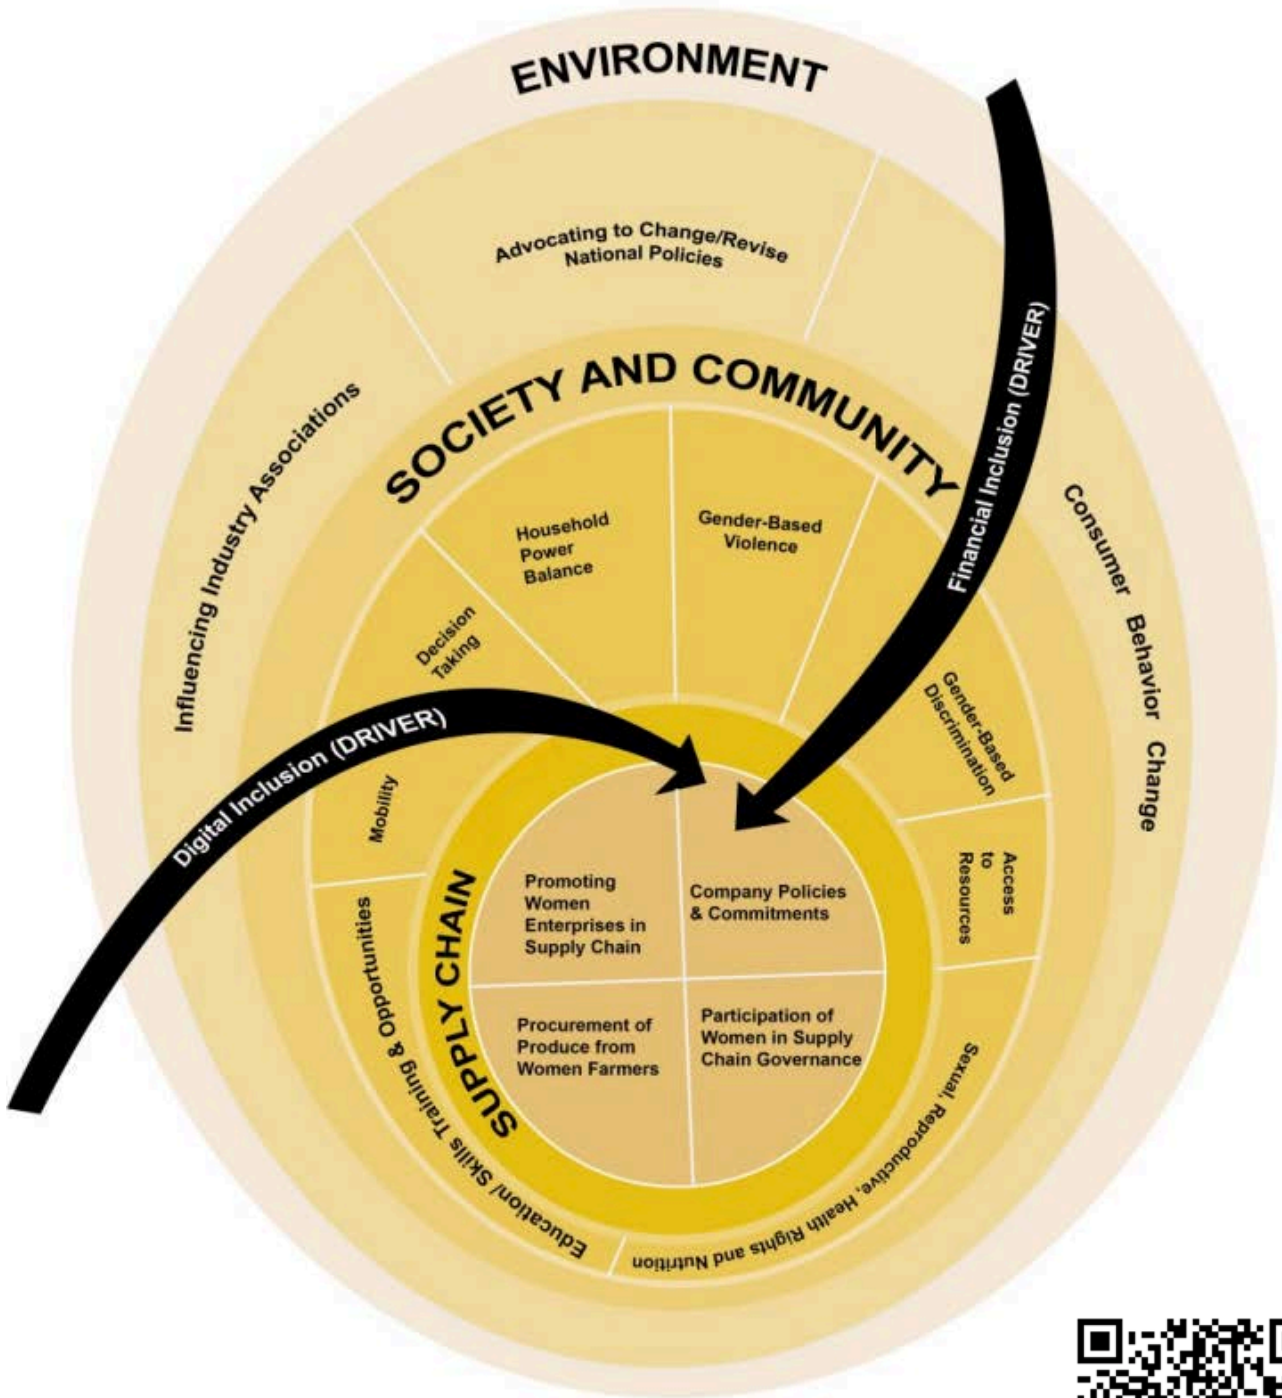 ENVIRONMENT
Advocating to Change/Revise
National Policies
Influencing Industry Associations
Consumer Behavior Change
SOCIETY AND COMMUNITY
Financial Inclusion (DRIVER)
Household
Power
Balance
Gender-Based
Violence
Decision
Taking
Gender-Based
Discrimination
Digital Inclusion (DRIVER)
Mobility
Access
to
Resources
Education/ Skills Training & Opportunities
Sexual, Reproductive, Health Rights and Nutrition
SUPPLY CHAIN
Promoting
Women
Enterprises in
Supply Chain
Company Policies
& Commitments
Procurement of
Produce from
Women Farmers
Participation of
Women in Supply
Chain Governance